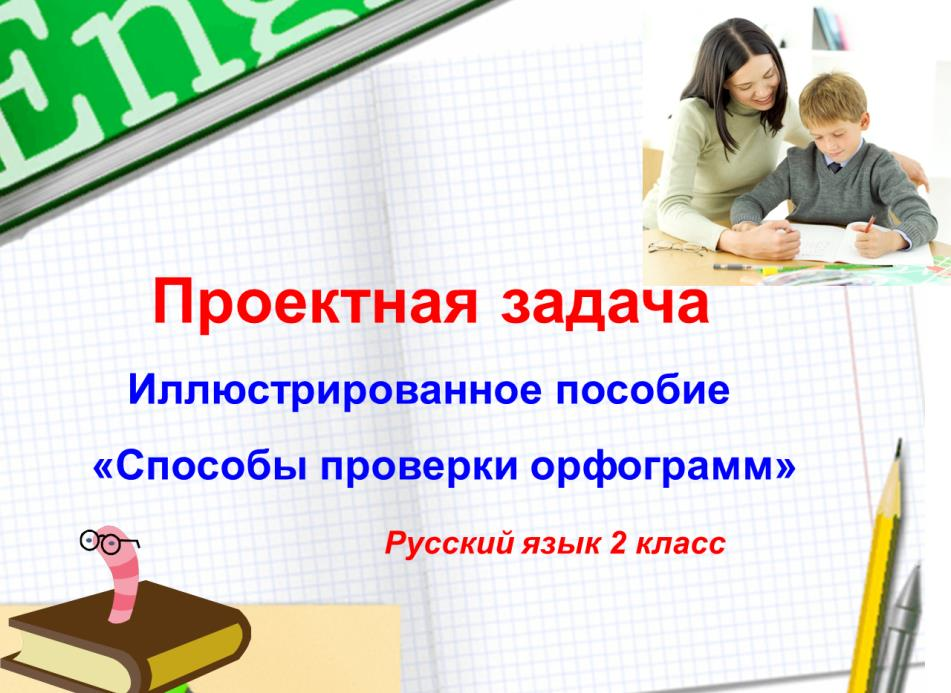 Eng
Проектная задача
Иллюстрированное пособие
«Способы проверки орфограмм»
Русский язык 2 класс